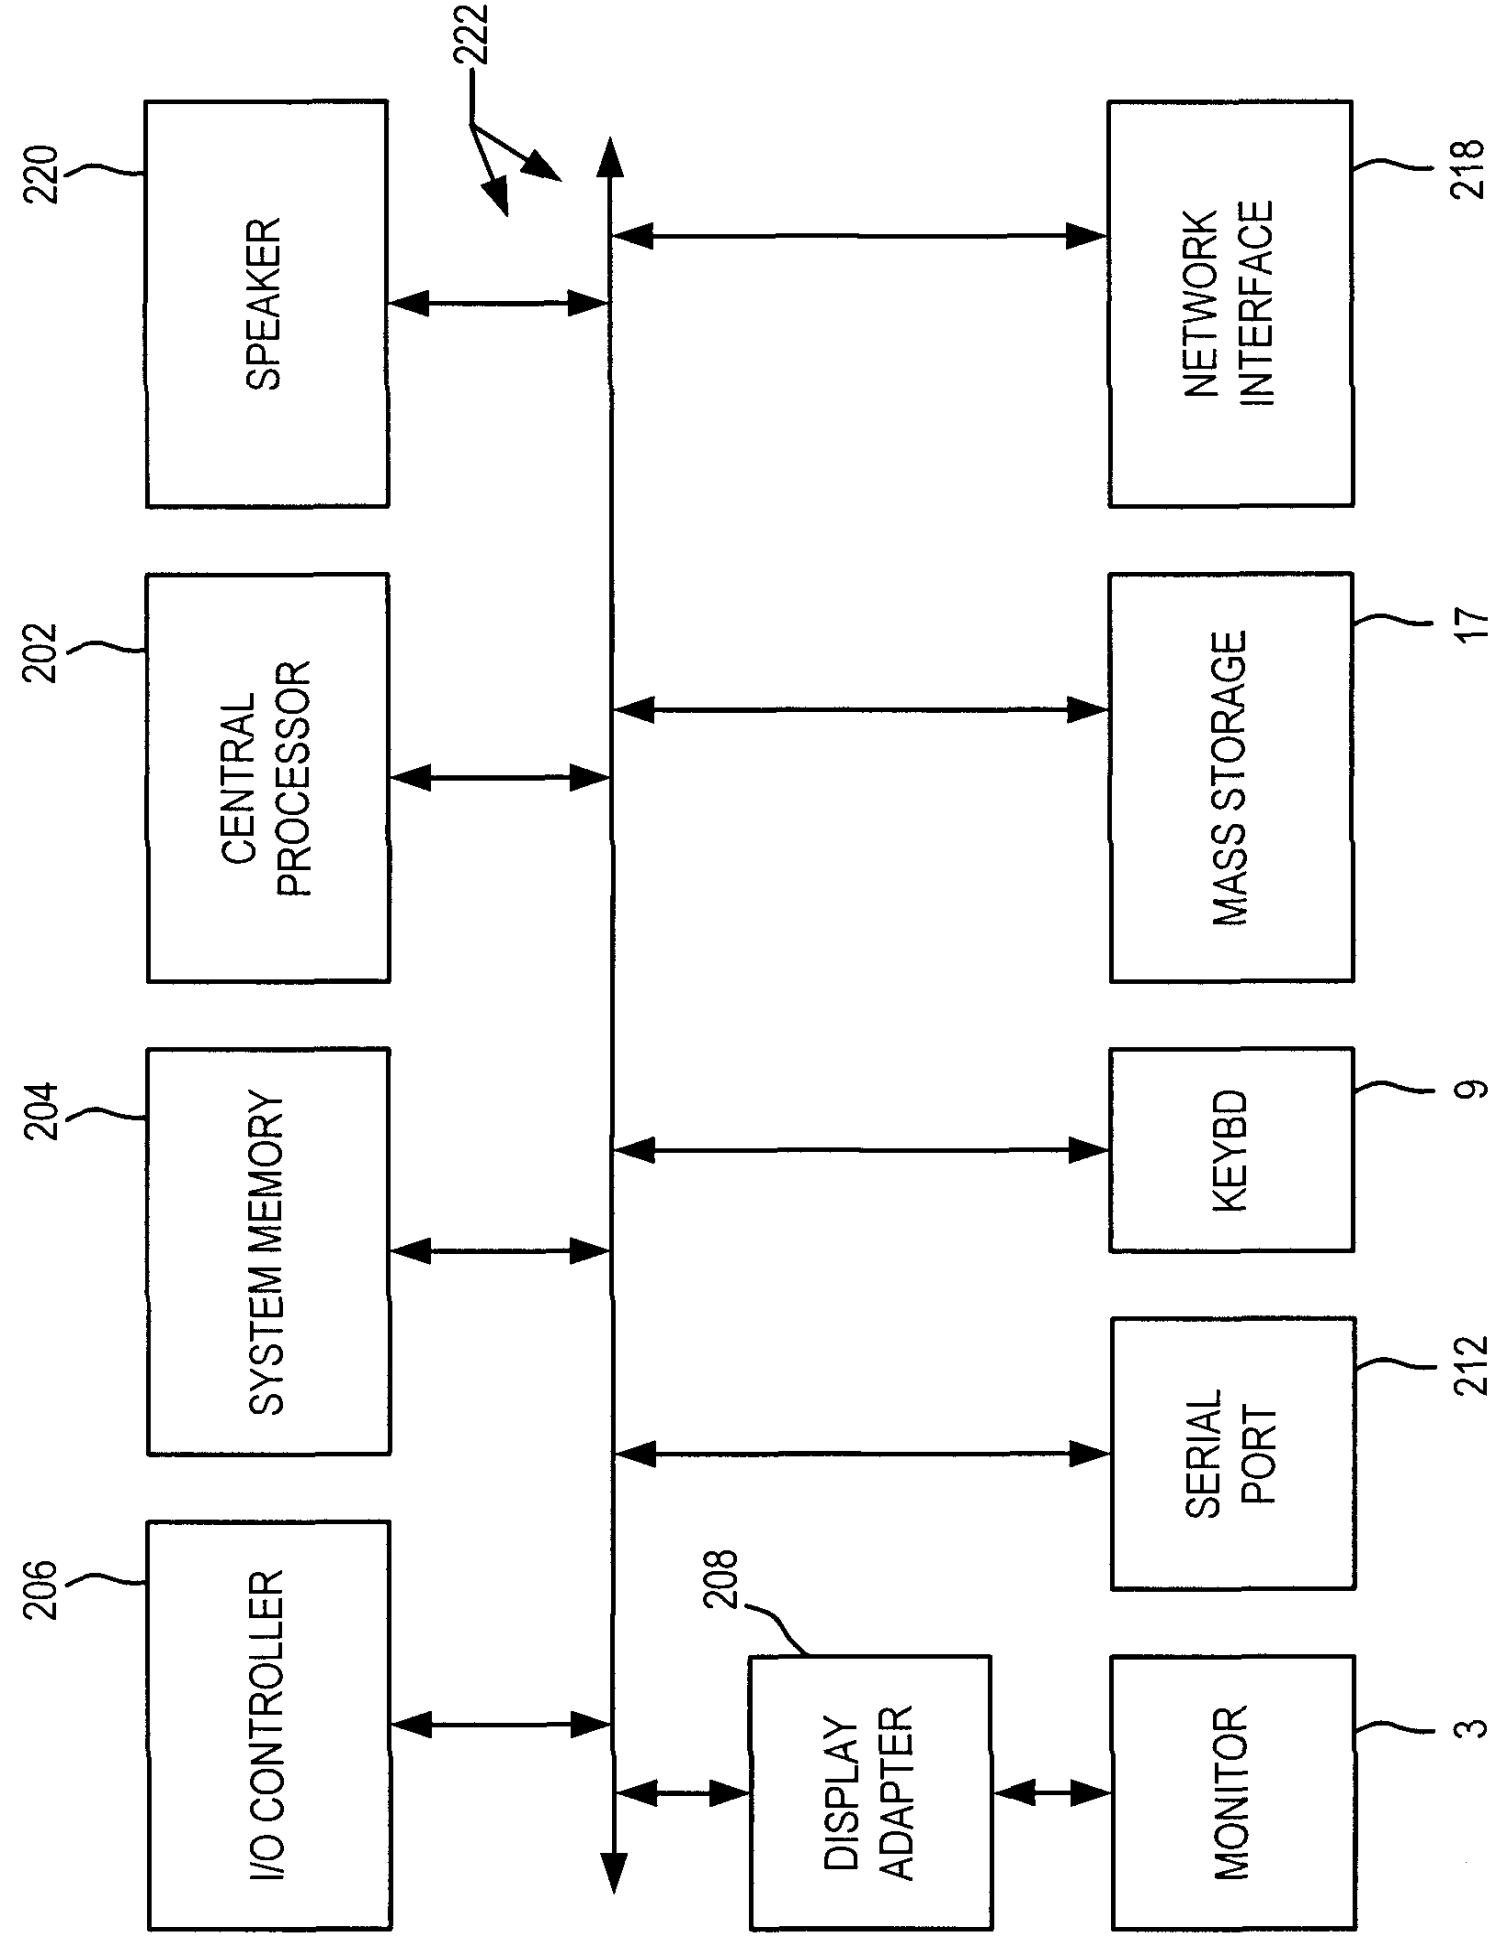 206
204
202
220
I/O CONTROLLER
SYSTEM MEMORY
CENTRAL
PROCESSOR
SPEAKER
222
208
DISPLAY
ADAPTER
MONITOR
SERIAL
PORT
KEYBD
MASS STORAGE
NETWORK
INTERFACE
3
212
9
17
218